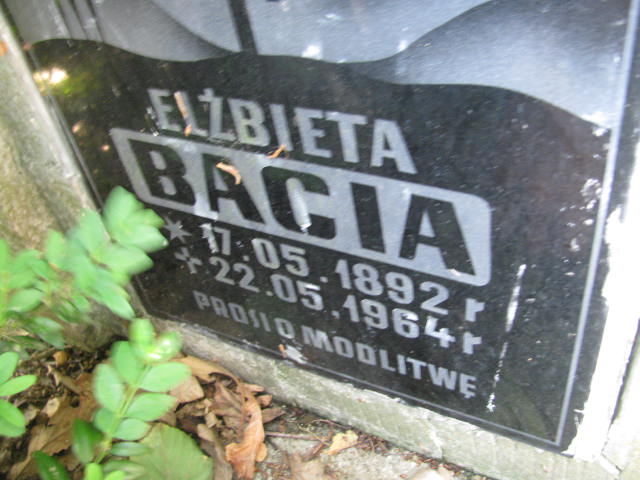 ELŻBIETA
BACIA
* 17.05.1892 r
✝ 22.05.1964 r
PROSI O MODLITWĘ